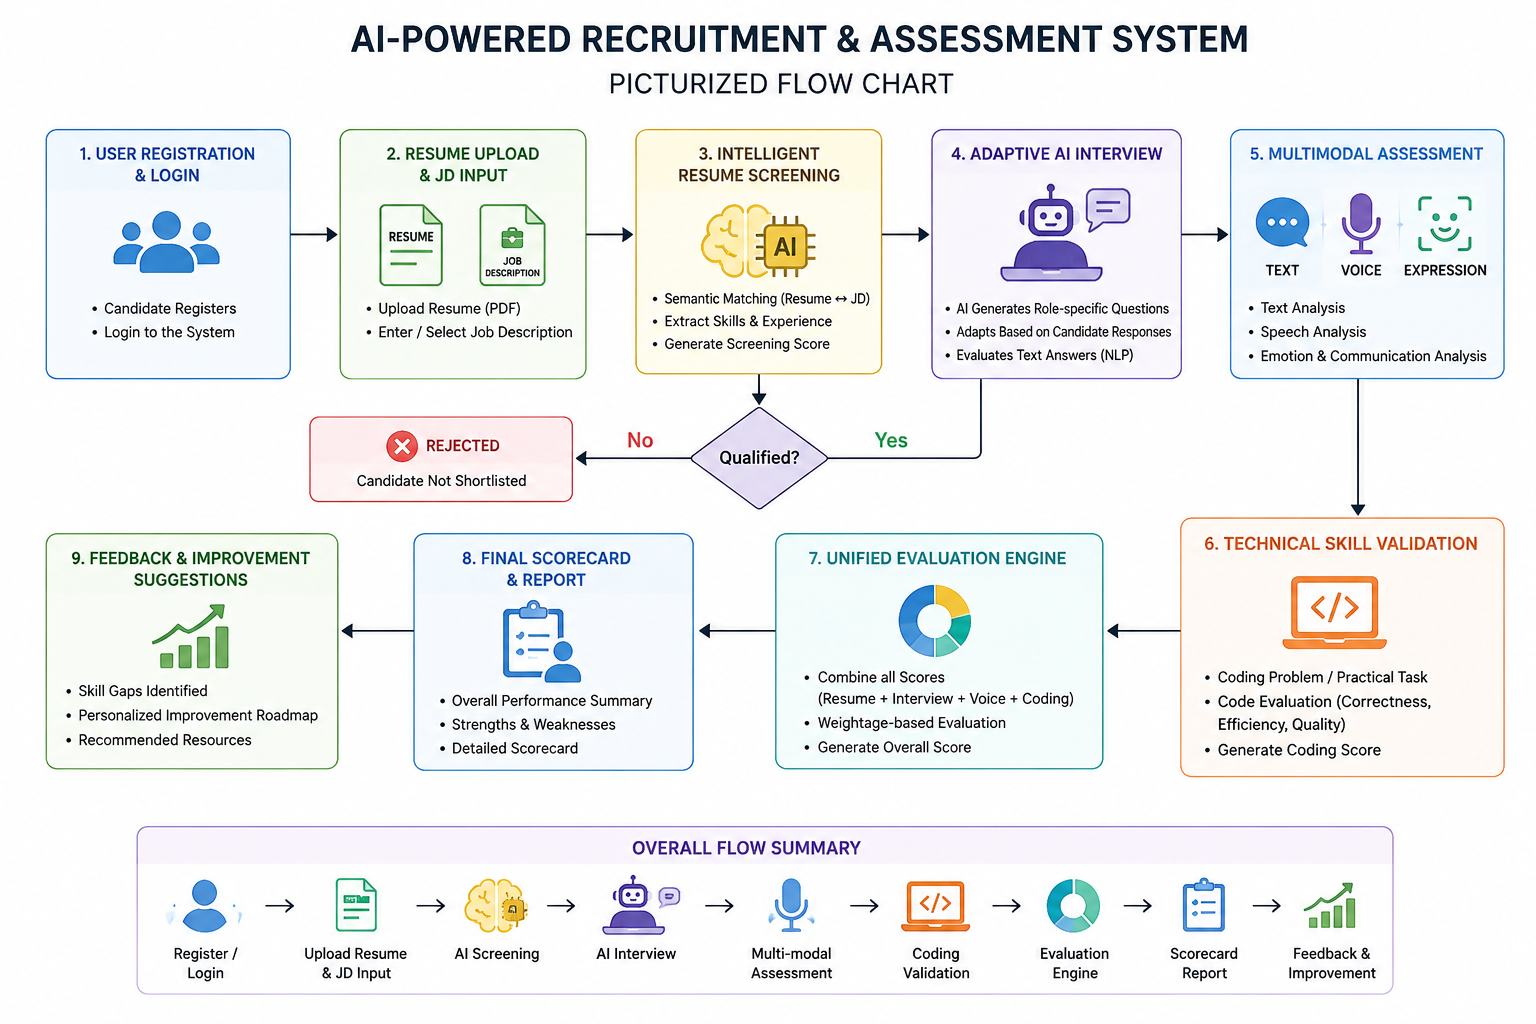 AI-POWERED RECRUITMENT & ASSESSMENT SYSTEM
PICTURIZED FLOW CHART
1. USER REGISTRATION
& LOGIN
• Candidate Registers
• Login to the System
2. RESUME UPLOAD
& JD INPUT
RESUME
JOB
DESCRIPTION
• Upload Resume (PDF)
• Enter / Select Job Description
3. INTELLIGENT
RESUME SCREENING
AI
• Semantic Matching (Resume ↔ JD)
• Extract Skills & Experience
• Generate Screening Score
4. ADAPTIVE AI INTERVIEW
• AI Generates Role-specific Questions
• Adapts Based on Candidate Responses
• Evaluates Text Answers (NLP)
5. MULTIMODAL ASSESSMENT
TEXT
VOICE
EXPRESSION
• Text Analysis
• Speech Analysis
• Emotion & Communication Analysis
REJECTED
Candidate Not Shortlisted
No
Qualified?
Yes
9. FEEDBACK & IMPROVEMENT
SUGGESTIONS
• Skill Gaps Identified
• Personalized Improvement Roadmap
• Recommended Resources
8. FINAL SCORECARD
& REPORT
• Overall Performance Summary
• Strengths & Weaknesses
• Detailed Scorecard
7. UNIFIED EVALUATION ENGINE
• Combine all Scores
(Resume + Interview + Voice + Coding)
• Weightage-based Evaluation
• Generate Overall Score
6. TECHNICAL SKILL VALIDATION
</>
• Coding Problem / Practical Task
• Code Evaluation (Correctness,
Efficiency, Quality)
• Generate Coding Score
OVERALL FLOW SUMMARY
</>
Register /
Login
Upload Resume
& JD Input
AI Screening
AI Interview
Multi-modal
Assessment
Coding
Validation
Evaluation
Engine
Scorecard
Report
Feedback &
Improvement